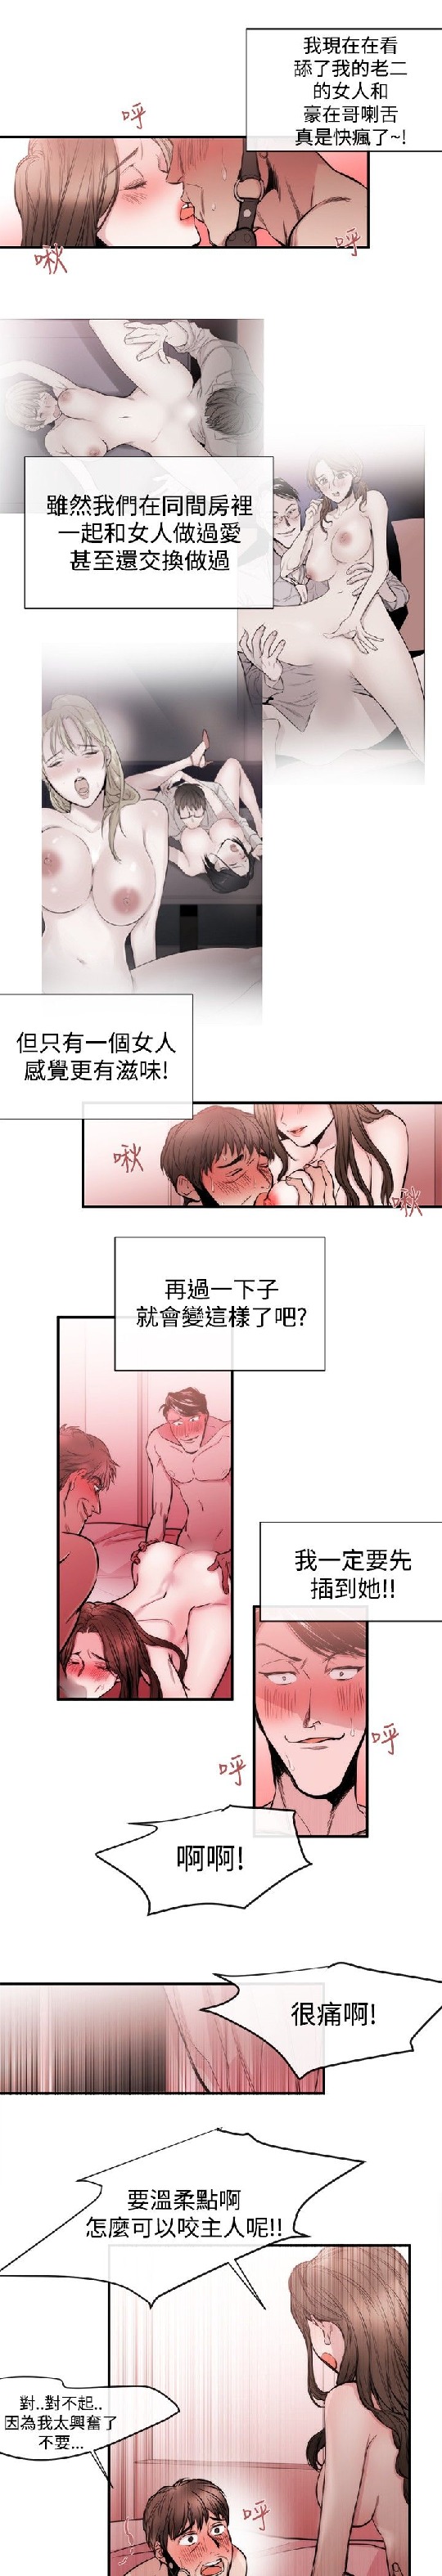 我現在在看
舔了我的老二
的女人和
豪在哥喇舌
真是快瘋了~!
呼
啾
呼
雖然我們在同間房裡
一起和女人做過愛
甚至還交換做過
但只有一個女人
感覺更有滋味!
啾
啾
再過一下子
就會變這樣了吧?
我一定要先
插到她!!
呼
呼
啊啊!
很痛啊!
要溫柔點啊
怎麼可以咬主人呢!!
對..對不起..
因為我太興奮了
不要...
呼